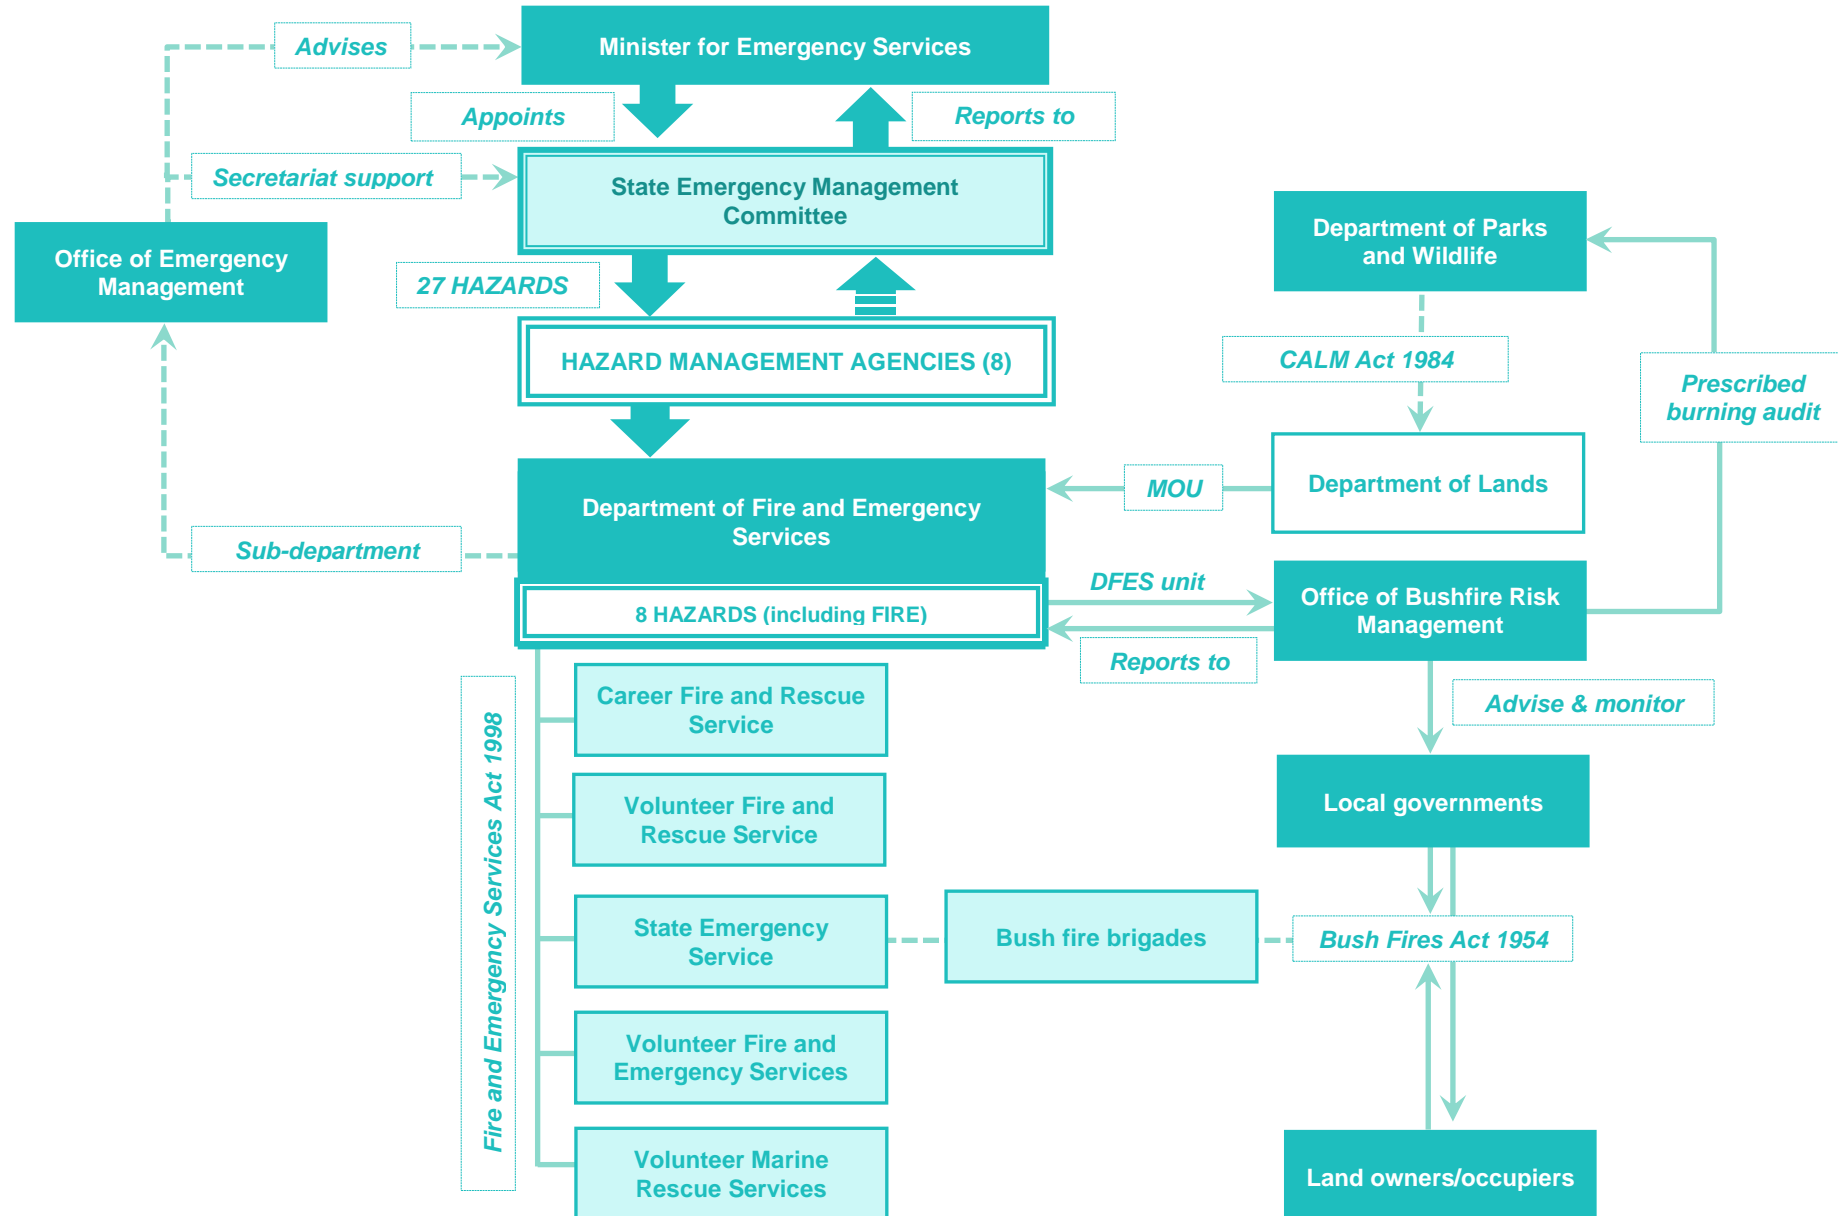 Advises
Minister for Emergency Services
Appoints
Reports to
Secretariat support
State Emergency Management
Committee
Office of Emergency
Management
27 HAZARDS
HAZARD MANAGEMENT AGENCIES (8)
Department of Parks
and Wildlife
CALM Act 1984
Prescribed
burning audit
Department of Lands
MOU
Department of Fire and Emergency
Services
Sub-department
8 HAZARDS (including FIRE)
DFES unit
Reports to
Office of Bushfire Risk
Management
Advise & monitor
Fire and Emergency Services Act 1998
Career Fire and Rescue
Service
Volunteer Fire and
Rescue Service
State Emergency
Service
Volunteer Fire and
Emergency Services
Volunteer Marine
Rescue Services
Bush fire brigades
Local governments
Bush Fires Act 1954
Land owners/occupiers